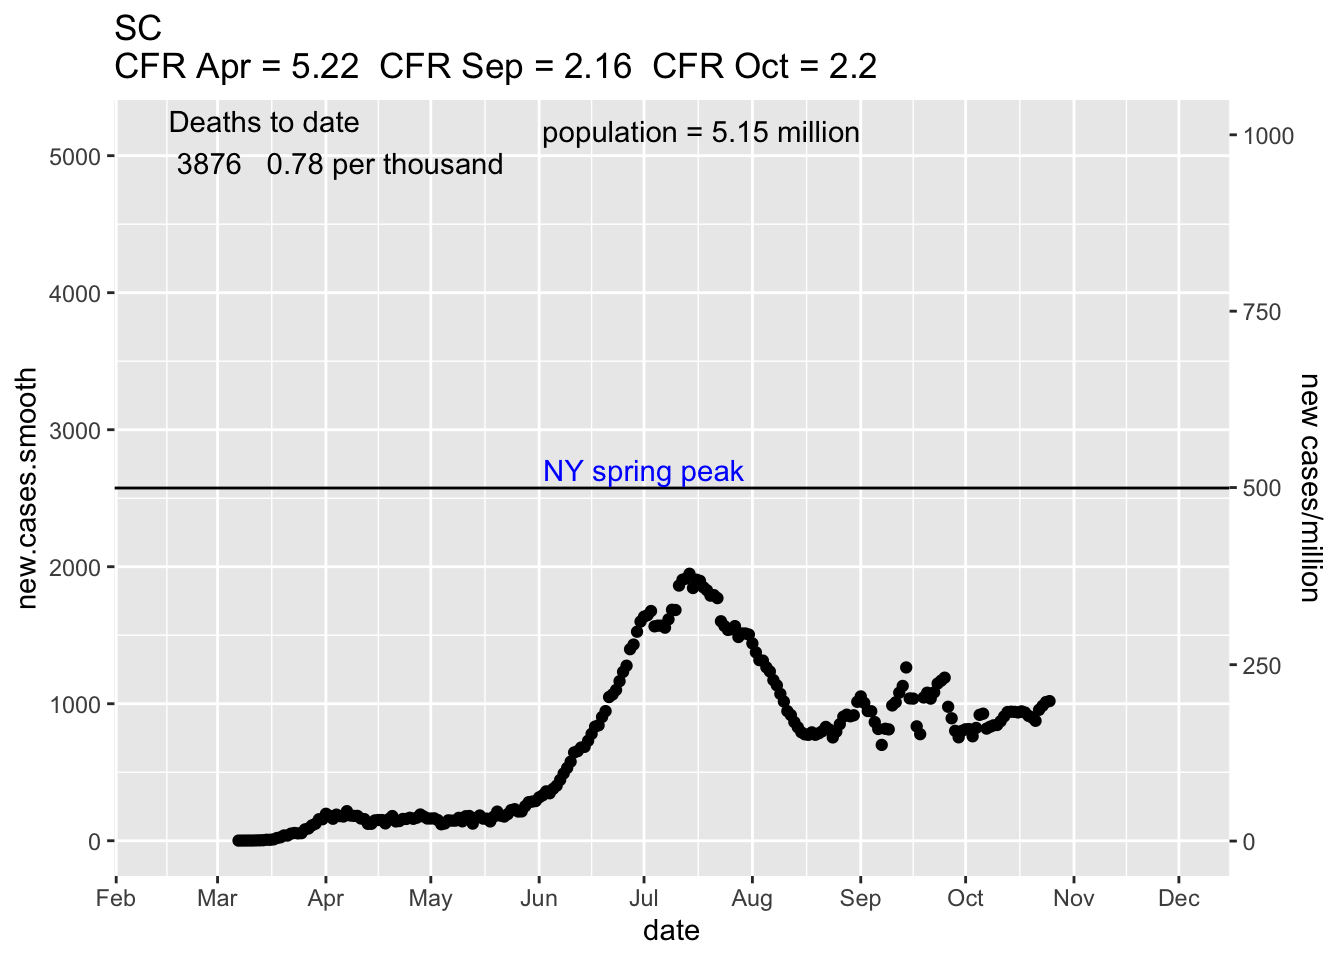 SC
CFR Apr = 5.22  CFR Sep = 2.16  CFR Oct = 2.2
Deaths to date
3876   0.78 per thousand
population = 5.15 million
NY spring peak
new.cases.smooth
5000
4000
3000
2000
1000
0
new cases/million
1000
750
500
250
0
Feb Mar Apr May Jun Jul Aug Sep Oct Nov Dec
date